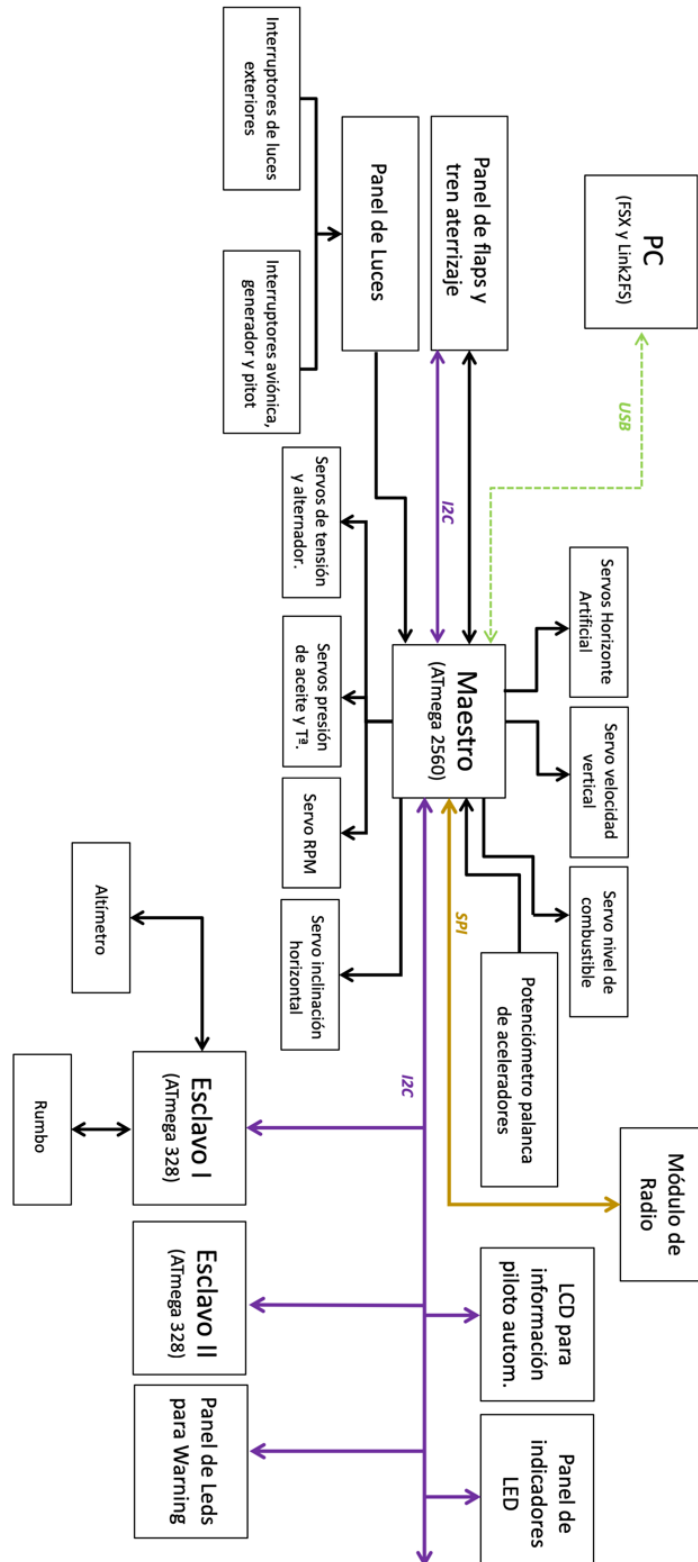 PC
(FSX y Link2FS)
USB
Servos Horizonte
Artificial
Servo velocidad
vertical
Servo nivel de
combustible
Potenciómetro palanca
de aceleradores
Módulo de
Radio
LCD para
información
piloto autom.
Panel de
indicadores
LED
Panel de flaps y
tren aterrizaje
I2C
Maestro
(ATmega 2560)
SPI
I2C
Panel de Luces
Interruptores de luces
exteriores
Interruptores aviónica,
generador y pitot
Servos de tensión
y alternador.
Servos presión
de aceite y Tª.
Servo RPM
Servo inclinación
horizontal
Altímetro
Rumbo
Esclavo I
(ATmega 328)
Esclavo II
(ATmega 328)
Panel de Leds
para Warning